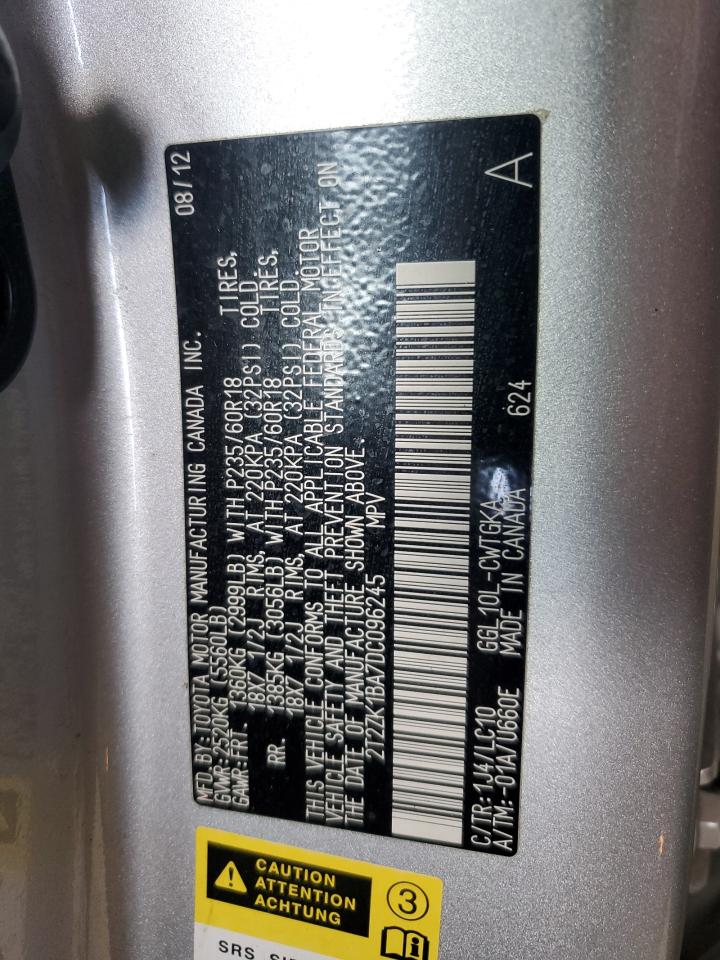 MFD. BY: TOYOTA MOTOR MANUFACTURING CANADA INC. 08/12
GVWR: 2520KG (5560LB)
GAWR: FRT 1360KG (2999LB) WITH P235/60R18 TIRES,
18X7 1/2J RIMS, AT 220KPA (32PSI) COLD.
RR. 1385KG (3056LB) WITH P235/60R18 TIRES,
18X7 1/2J RIMS, AT 220KPA (32PSI) COLD.
THIS VEHICLE CONFORMS TO ALL APPLICABLE FEDERAL MOTOR
VEHICLE SAFETY AND THEFT PREVENTION STANDARDS IN EFFECT ON
THE DATE OF MANUFACTURE SHOWN ABOVE.
2T2ZK1BA7DC096245 MPV
C/TR: 1J4/LC10 GGL10L-CWTGKA
A/TM: -01A/U660E MADE IN CANADA 624 A
CAUTION
ATTENTION
ACHTUNG
3
SRS